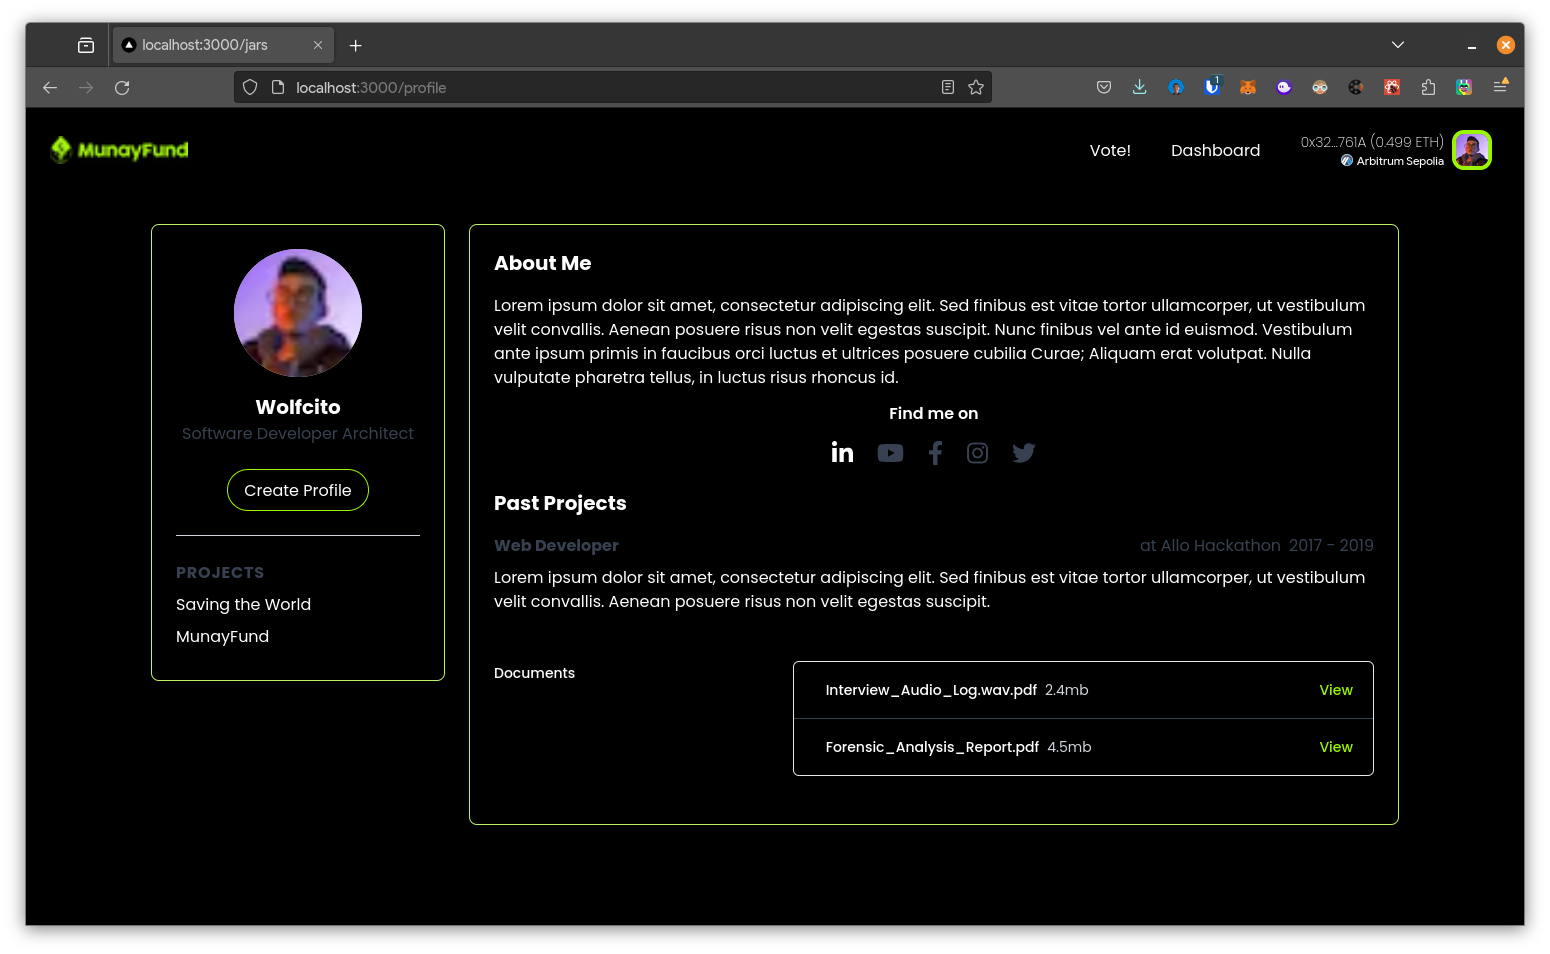 localhost:3000/jars
localhost:3000/profile
1
MunayFund
Vote!
Dashboard
0x32...761A (0.499 ETH)
Arbitrum Sepolia
Wolfcito
Software Developer Architect
Create Profile
PROJECTS
Saving the World
MunayFund
About Me
Lorem ipsum dolor sit amet, consectetur adipiscing elit. Sed finibus est vitae tortor ullamcorper, ut vestibulum
velit convallis. Aenean posuere risus non velit egestas suscipit. Nunc finibus vel ante id euismod. Vestibulum
ante ipsum primis in faucibus orci luctus et ultrices posuere cubilia Curae; Aliquam erat volutpat. Nulla
vulputate pharetra tellus, in luctus risus rhoncus id.
Find me on
in
Past Projects
Web Developer at Allo Hackathon 2017 - 2019
Lorem ipsum dolor sit amet, consectetur adipiscing elit. Sed finibus est vitae tortor ullamcorper, ut vestibulum
velit convallis. Aenean posuere risus non velit egestas suscipit.
Documents
Interview_Audio_Log.wav.pdf 2.4mb View
Forensic_Analysis_Report.pdf 4.5mb View